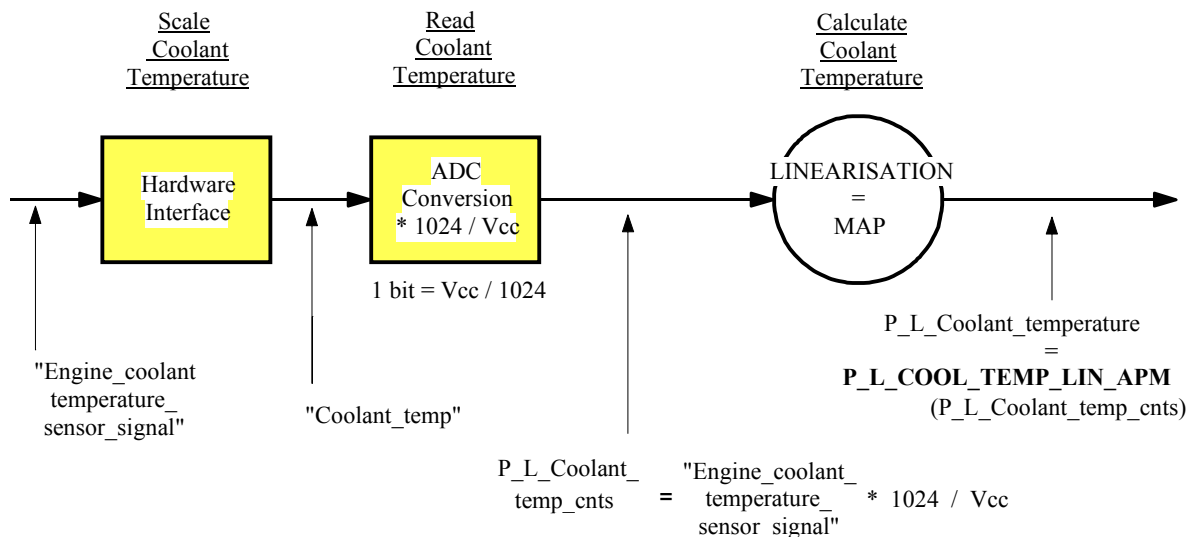 Scale
Coolant
Temperature
Read
Coolant
Temperature
Calculate
Coolant
Temperature
Hardware
Interface
ADC
Conversion
* 1024 / Vcc
1 bit = Vcc / 1024
LINEARISATION
=
MAP
"Engine_coolant
temperature_
sensor_signal"
"Coolant_temp"
P_L_Coolant_
temp_cnts
=
"Engine_coolant_
temperature_
sensor_signal"
* 1024 / Vcc
P_L_Coolant_temperature
=
P_L_COOL_TEMP_LIN_APM
(P_L_Coolant_temp_cnts)